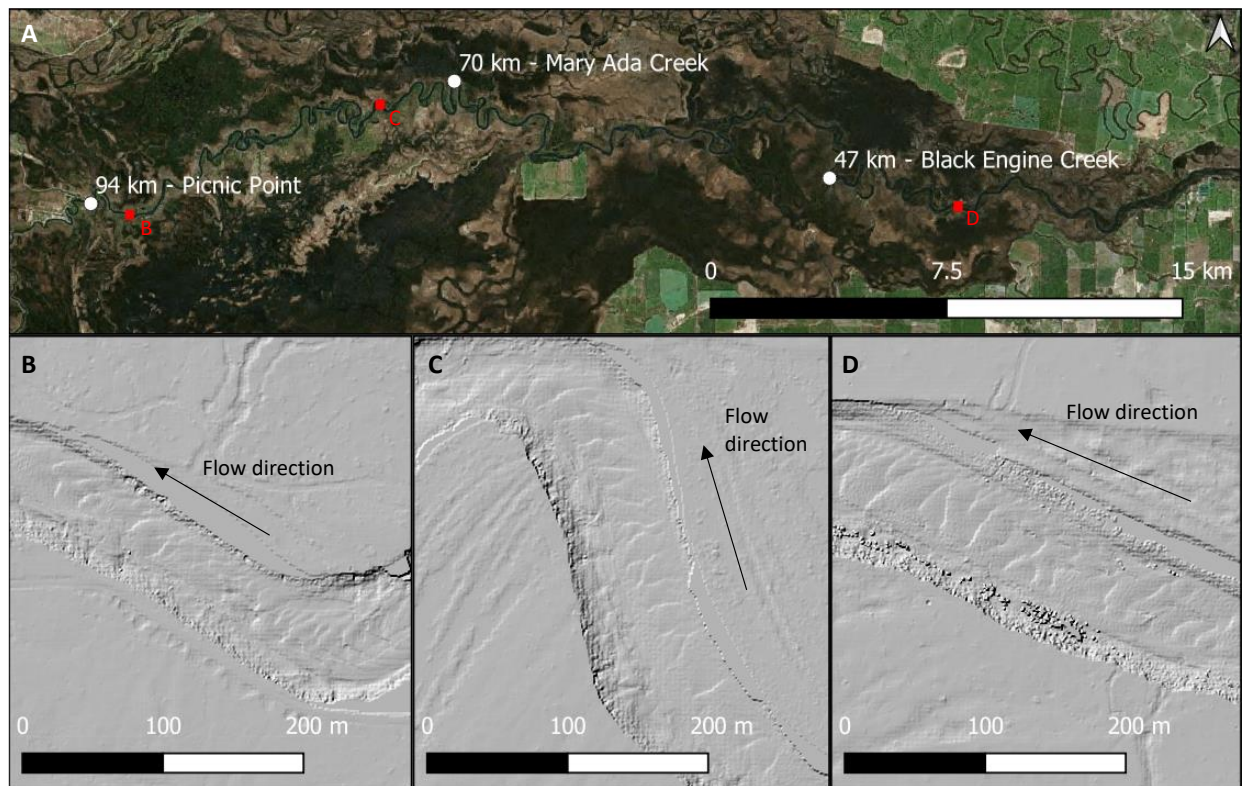 A
70 km - Mary Ada Creek
C
47 km - Black Engine Creek
94 km - Picnic Point
B
D
0
7.5
15 km
B
Flow direction
0
100
200 m
C
Flow
direction
0
100
200 m
D
Flow direction
0
100
200 m